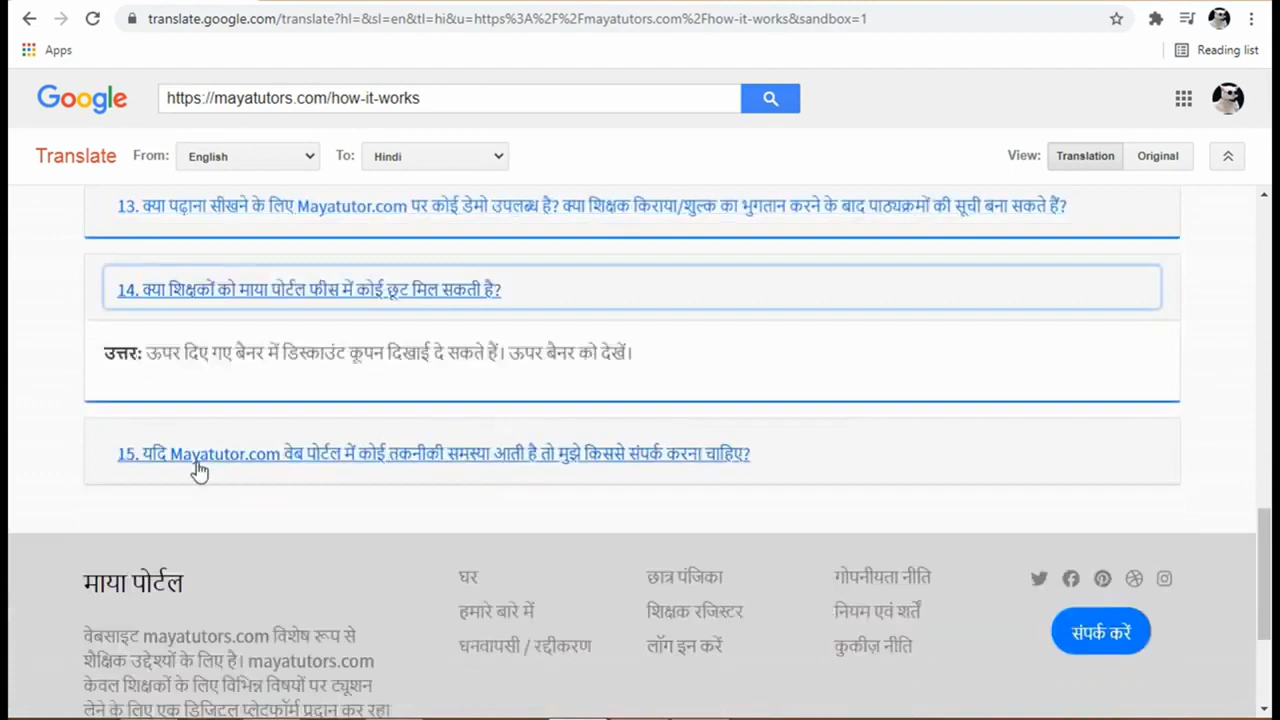 translate.google.com/translate?hl=&sl=en&tl=hi&u=https%3A%2F%2Fmayatutors.com%2Fhow-it-works&sandbox=1
Apps
Reading list
Google
https://mayatutors.com/how-it-works
Translate From: English To: Hindi View: Translation Original
13. क्या पढ़ाना सीखने के लिए Mayatutor.com पर कोई डेमो उपलब्ध है? क्या शिक्षक किराया/शुल्क का भुगतान करने के बाद पाठ्यक्रमों की सूची बना सकते हैं?
14. क्या शिक्षकों को माया पोर्टल फीस में कोई छूट मिल सकती है?
उत्तर: ऊपर दिए गए बैनर में डिस्काउंट कूपन दिखाई दे सकते हैं। ऊपर बैनर को देखें।
15. यदि Mayatutor.com वेब पोर्टल में कोई तकनीकी समस्या आती है तो मुझे किससे संपर्क करना चाहिए?
माया पोर्टल
वेबसाइट mayatutors.com विशेष रूप से
शैक्षिक उद्देश्यों के लिए है। mayatutors.com
केवल शिक्षकों के लिए विभिन्न विषयों पर ट्यूशन
लेने के लिए एक डिजिटल प्लेटफॉर्म प्रदान कर रहा
घर
हमारे बारे में
धनवापसी / रद्दीकरण
छात्र पंजिका
शिक्षक रजिस्टर
लॉग इन करें
गोपनीयता नीति
नियम एवं शर्तें
कुकीज़ नीति
संपर्क करें